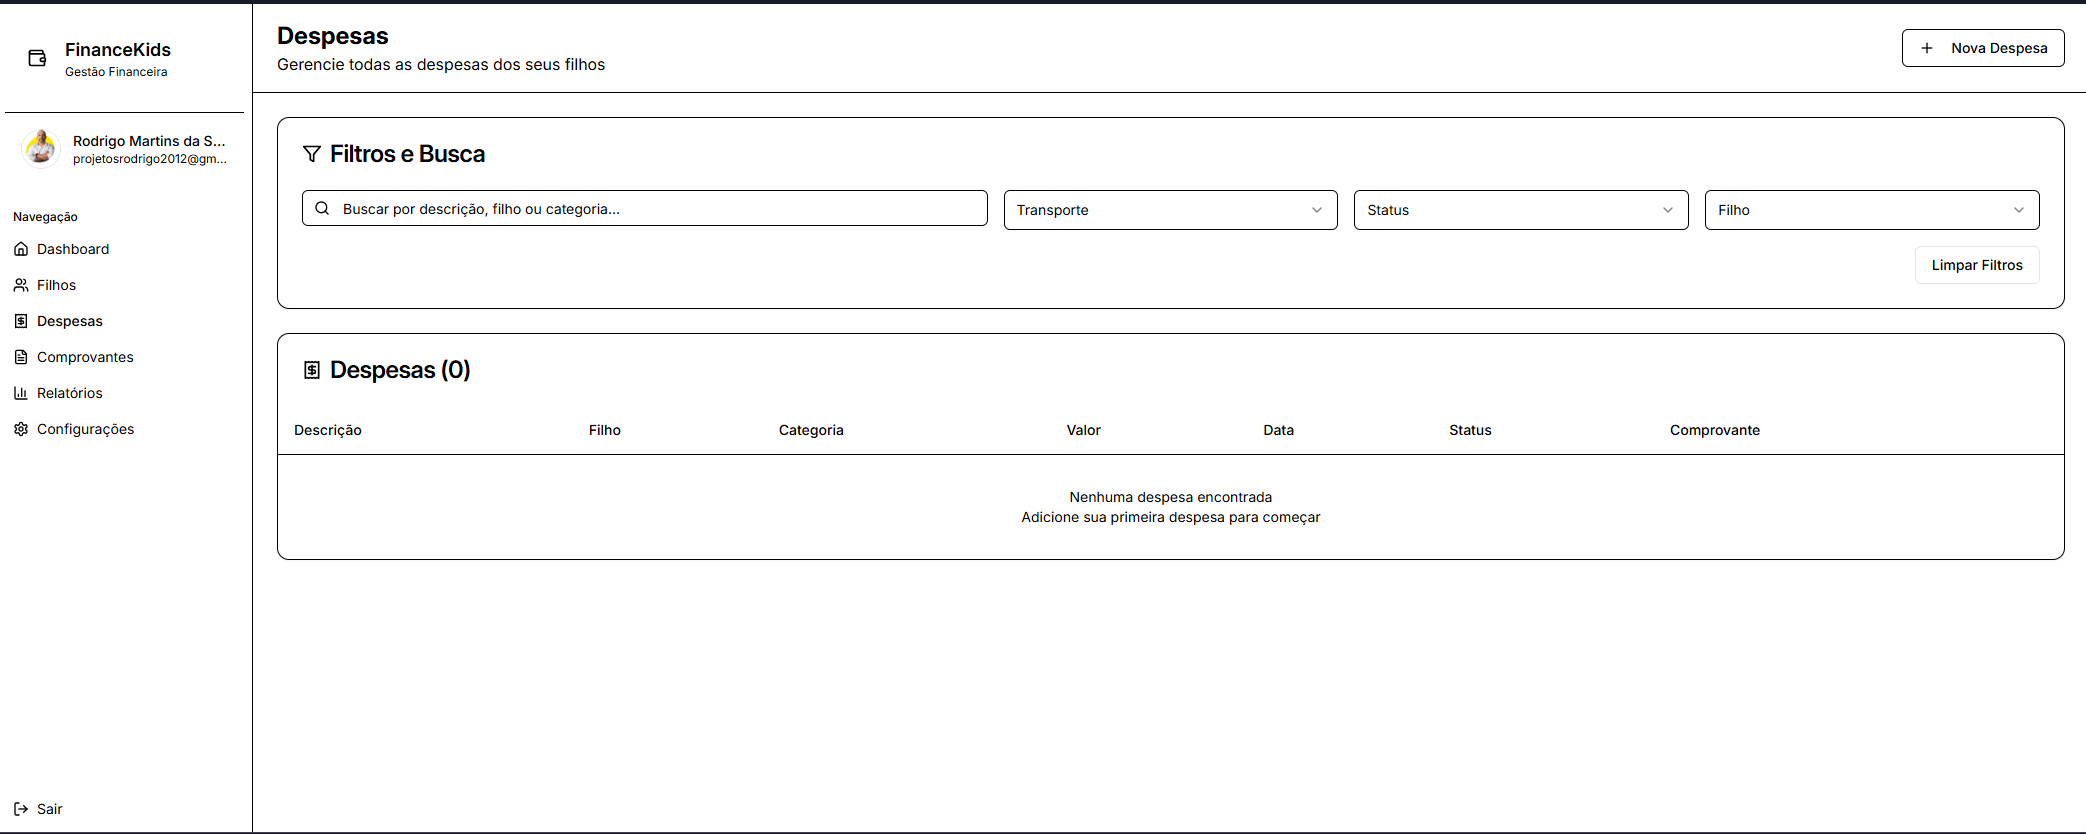 FinanceKids
Gestão Financeira
Rodrigo Martins da S...
projetosrodrigo2012@gm...
Navegação
Dashboard
Filhos
Despesas
Comprovantes
Relatórios
Configurações
Sair
Despesas
Gerencie todas as despesas dos seus filhos
Nova Despesa
Filtros e Busca
Buscar por descrição, filho ou categoria...
Transporte
Status
Filho
Limpar Filtros
Despesas (0)
Descrição Filho Categoria Valor Data Status Comprovante
Nenhuma despesa encontrada
Adicione sua primeira despesa para começar